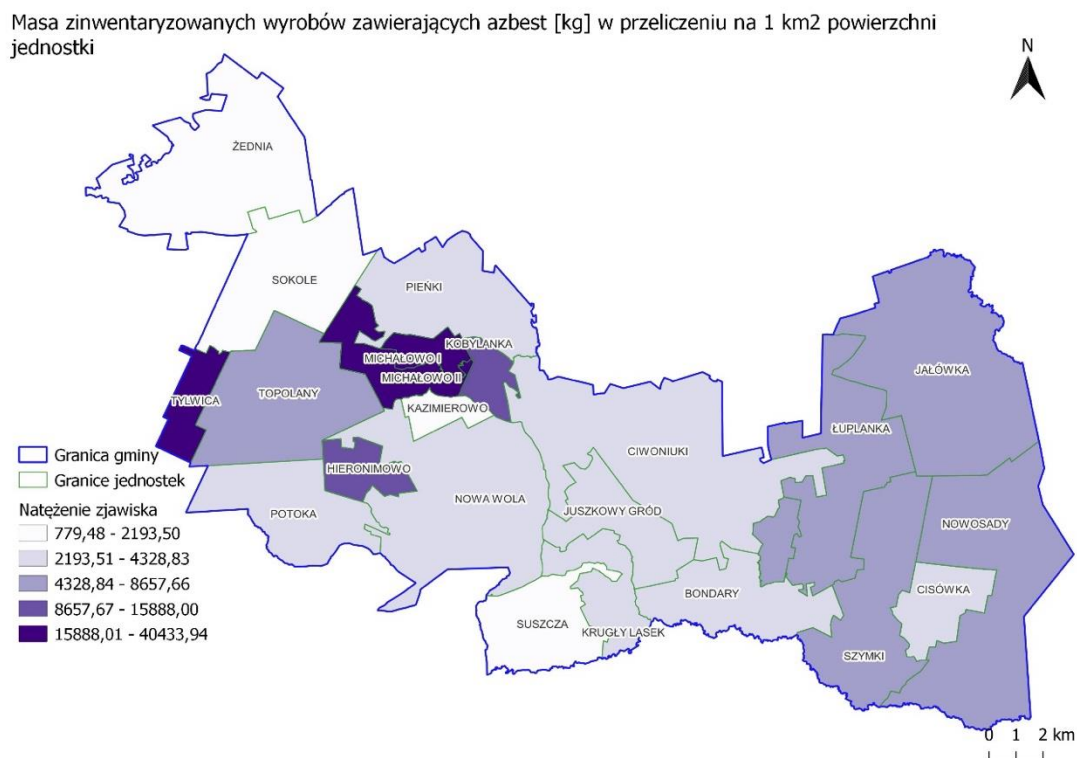 Masa zinwentaryzowanych wyrobów zawierających azbest [kg] w przeliczeniu na 1 km2 powierzchni
jednostki
N
ŻEDNIA
SOKOLE
PIEŃKI
KOBYLANKA
MICHAŁOWO I
MICHAŁOWO II
JAŁÓWKA
TYLWICA
TOPOLANY
KAZIMIEROWO
ŁUPLANKA
CIWONIUKI
HIERONIMOWO
NOWA WOLA
POTOKA
JUSZKOWY GRÓD
NOWOSADY
BONDARY
CISÓWKA
SUSZCZA
KRUGŁY LASEK
SZYMKI
Granica gminy
Granice jednostek
Natężenie zjawiska
779,48 - 2193,50
2193,51 - 4328,83
4328,84 - 8657,66
8657,67 - 15888,00
15888,01 - 40433,94
0 1 2 km